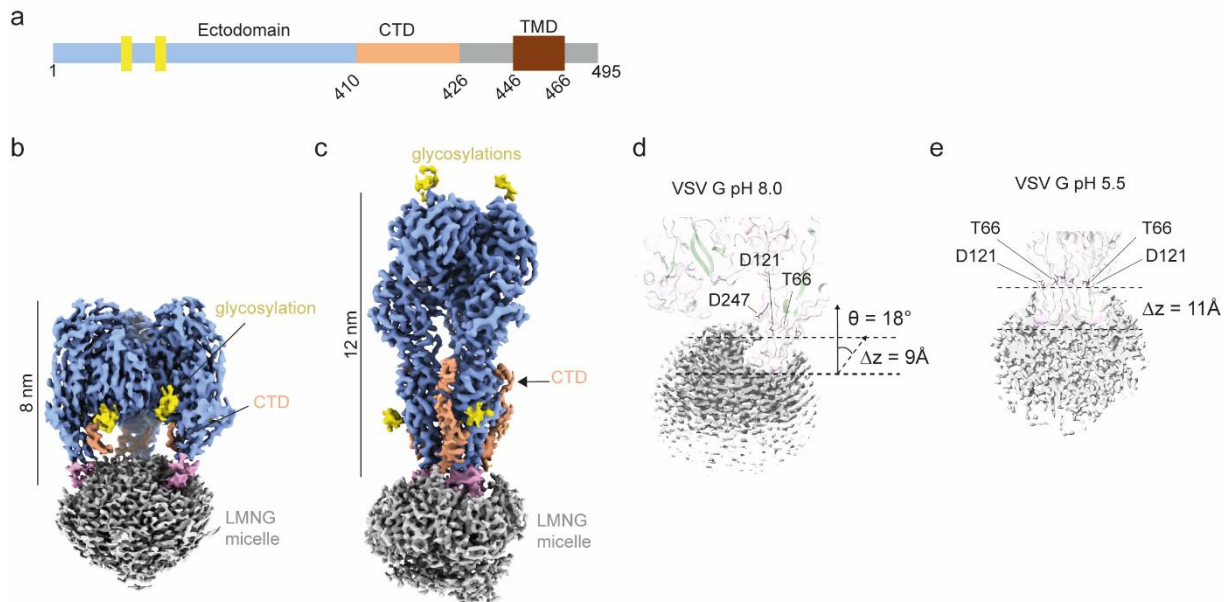 a
Ectodomain
CTD
TMD
1
410
426
446
466
495
b
8 nm
glycosylation
CTD
LMNG
micelle
c
glycosylations
12 nm
CTD
LMNG
micelle
d
VSV G pH 8.0
D121
T66
D247
θ = 18°
Δz = 9Å
e
VSV G pH 5.5
T66
T66
D121
D121
Δz = 11Å